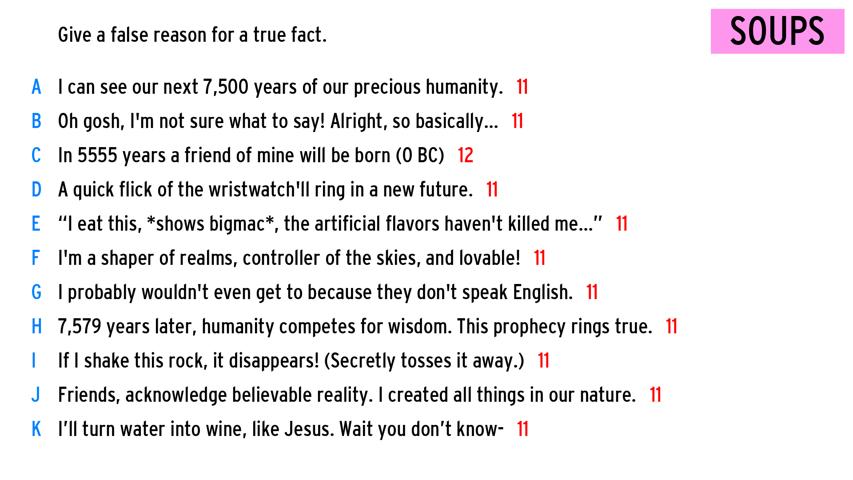 SOUPS
Give a false reason for a true fact.
A I can see our next 7,500 years of our precious humanity. 11
B Oh gosh, I'm not sure what to say! Alright, so basically... 11
C In 5555 years a friend of mine will be born (0 BC) 12
D A quick flick of the wristwatch'll ring in a new future. 11
E “I eat this, *shows bigmac*, the artificial flavors haven't killed me...” 11
F I'm a shaper of realms, controller of the skies, and lovable! 11
G I probably wouldn't even get to because they don't speak English. 11
H 7,579 years later, humanity competes for wisdom. This prophecy rings true. 11
I If I shake this rock, it disappears! (Secretly tosses it away.) 11
J Friends, acknowledge believable reality. I created all things in our nature. 11
K I’ll turn water into wine, like Jesus. Wait you don’t know- 11